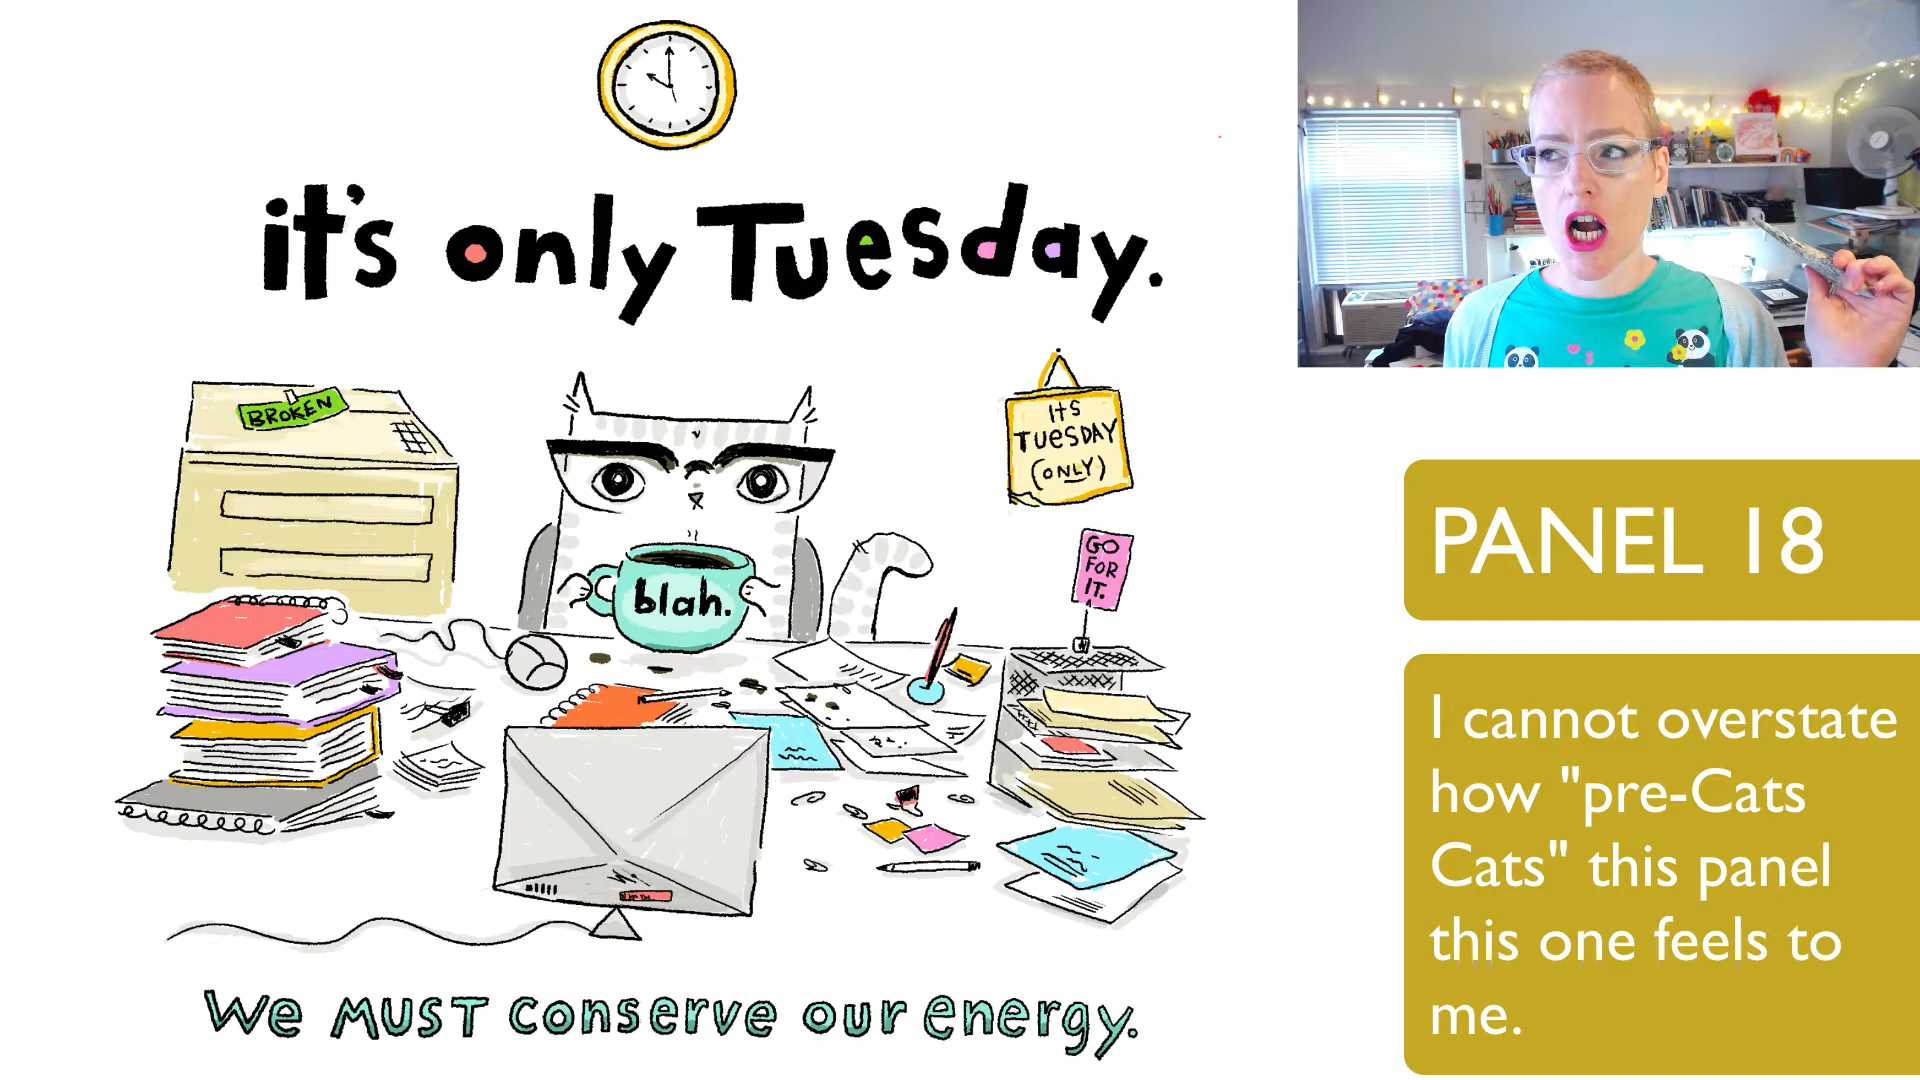 it's only Tuesday.
BROKEN
ITS
TUESDAY
(ONLY)
GO
FOR
IT.
blah.
We MUST conserve our energy.
PANEL 18
I cannot overstate
how "pre-Cats
Cats" this panel
this one feels to
me.